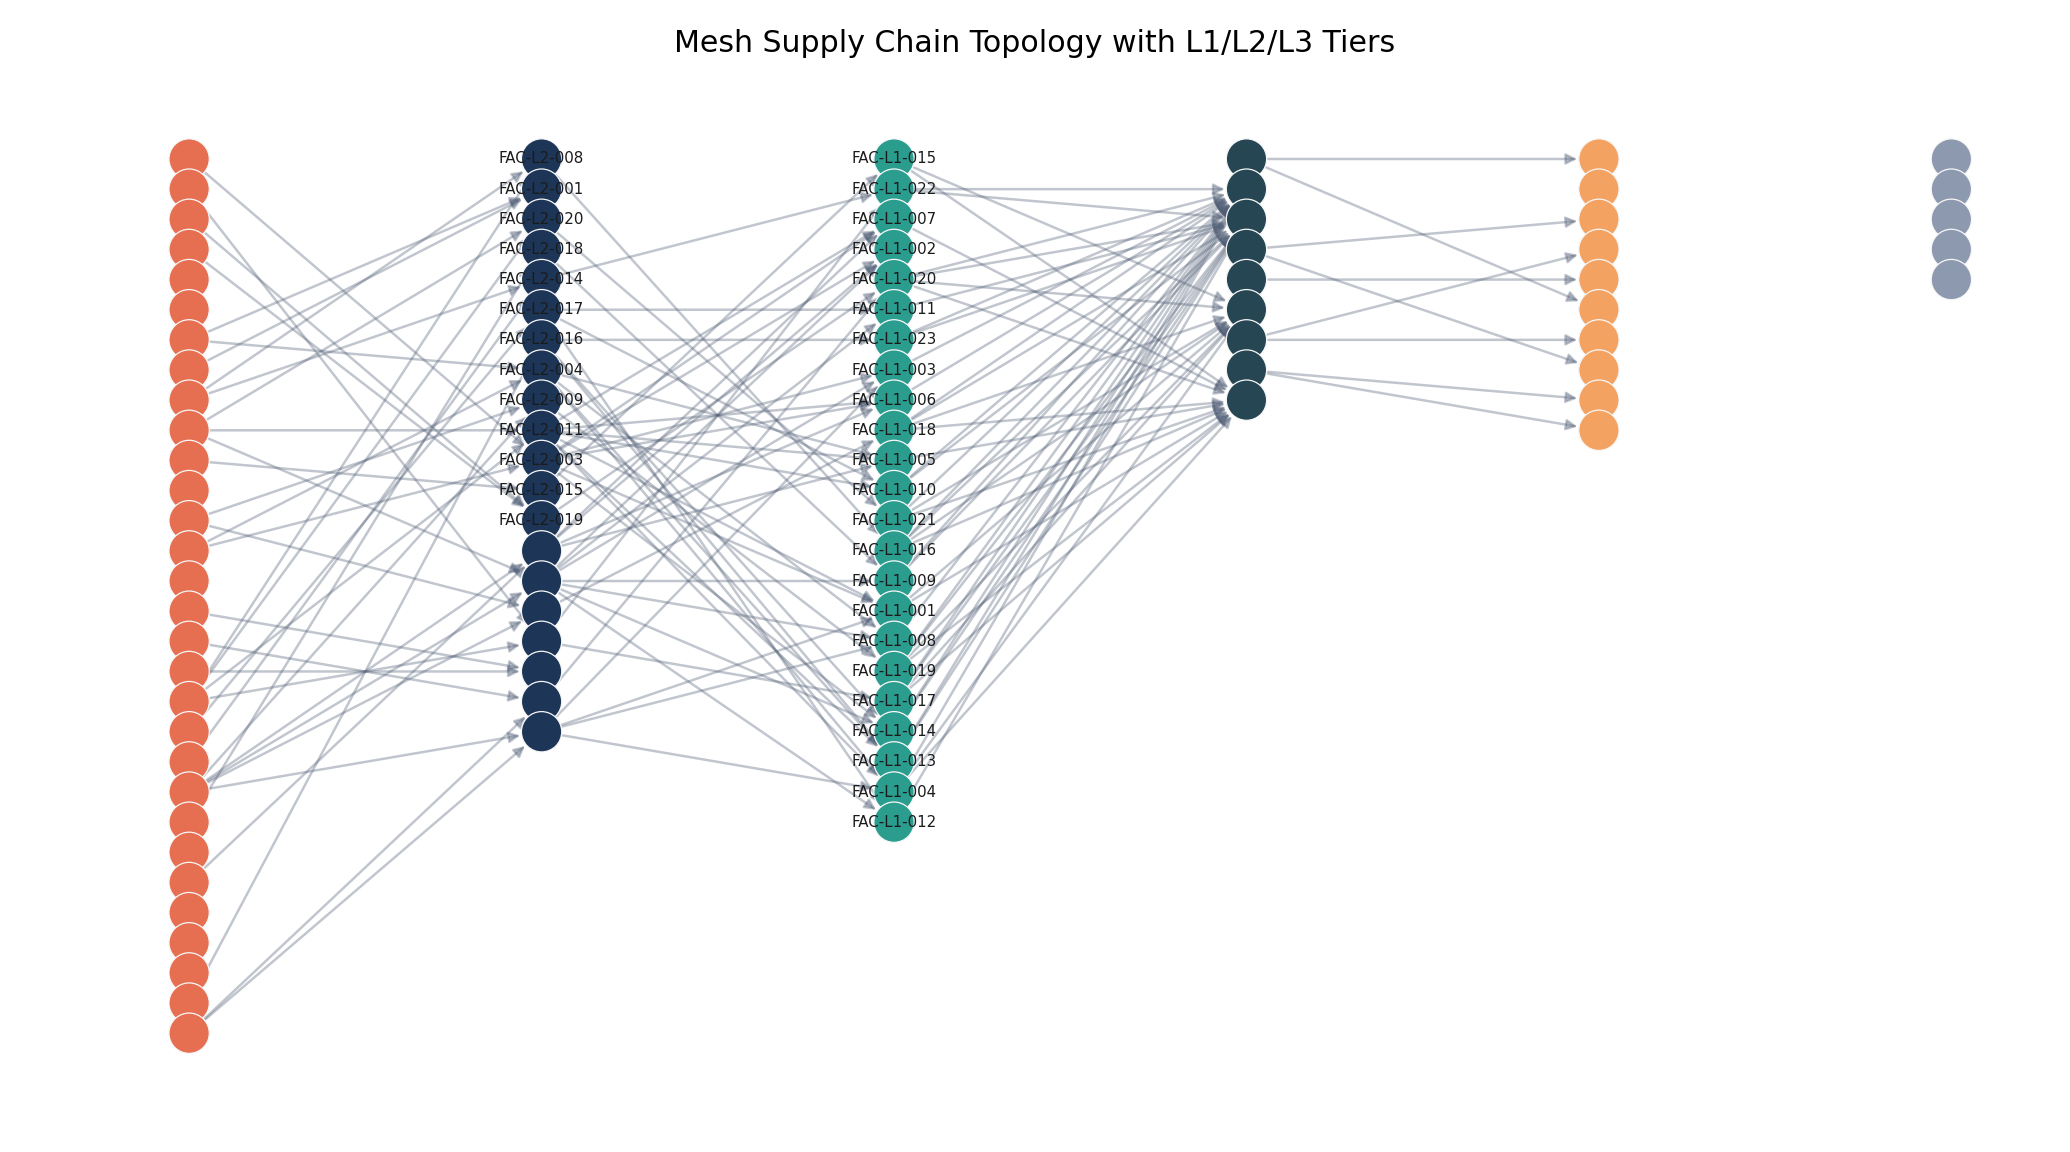 Mesh Supply Chain Topology with L1/L2/L3 Tiers
FAC-L2-008
FAC-L2-001
FAC-L2-020
FAC-L2-018
FAC-L2-014
FAC-L2-017
FAC-L2-016
FAC-L2-004
FAC-L2-009
FAC-L2-011
FAC-L2-003
FAC-L2-015
FAC-L2-019
FAC-L1-015
FAC-L1-022
FAC-L1-007
FAC-L1-002
FAC-L1-020
FAC-L1-011
FAC-L1-023
FAC-L1-003
FAC-L1-006
FAC-L1-018
FAC-L1-005
FAC-L1-010
FAC-L1-021
FAC-L1-016
FAC-L1-009
FAC-L1-001
FAC-L1-008
FAC-L1-019
FAC-L1-017
FAC-L1-014
FAC-L1-013
FAC-L1-004
FAC-L1-012